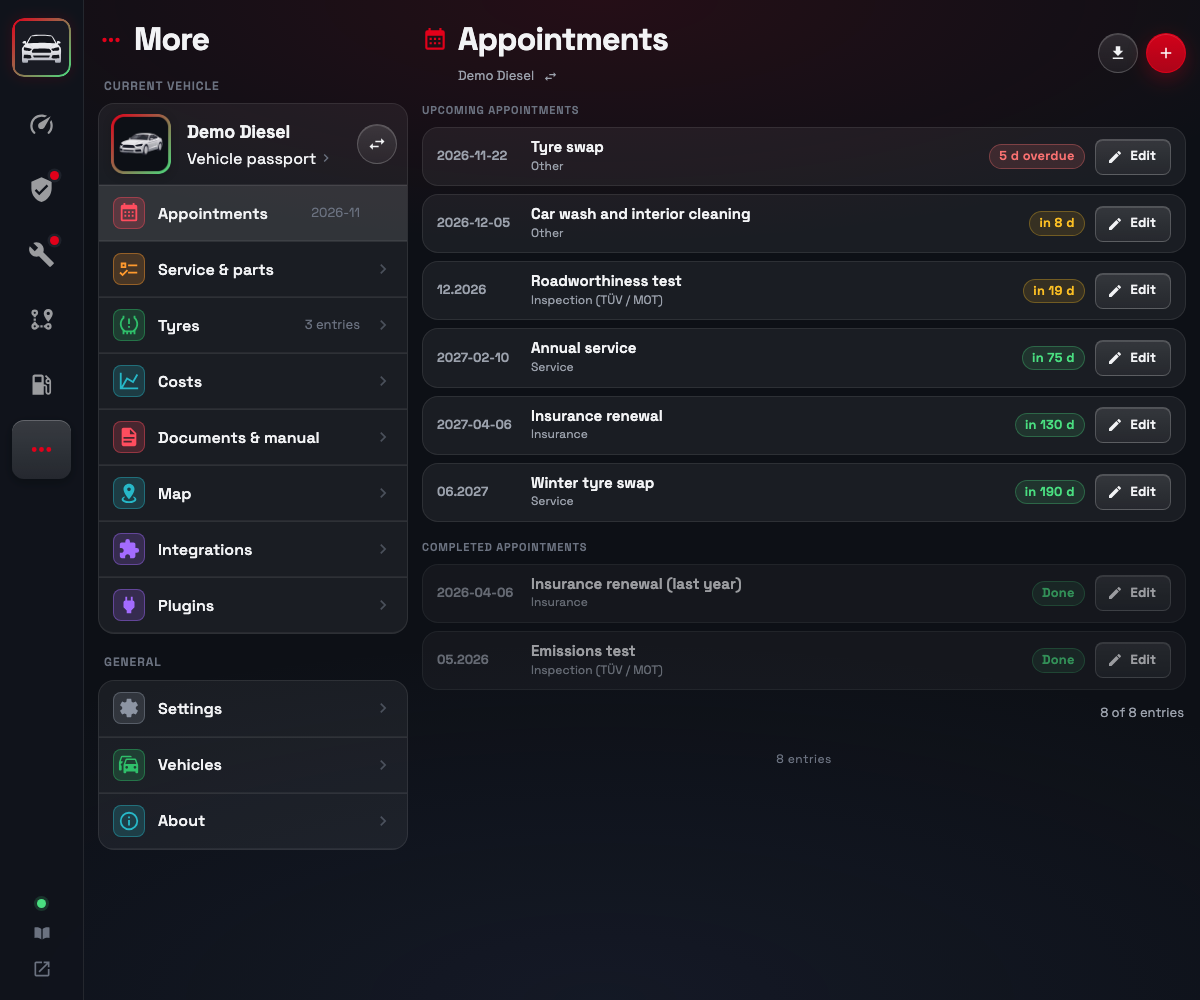 More
CURRENT VEHICLE
Demo Diesel
Vehicle passport
Appointments 2026-11
Service & parts
Tyres 3 entries
Costs
Documents & manual
Map
Integrations
Plugins
GENERAL
Settings
Vehicles
About
Appointments
Demo Diesel
UPCOMING APPOINTMENTS
2026-11-22 Tyre swap 5 d overdue Edit
Other
2026-12-05 Car wash and interior cleaning in 8 d Edit
Other
12.2026 Roadworthiness test in 19 d Edit
Inspection (TÜV / MOT)
2027-02-10 Annual service in 75 d Edit
Service
2027-04-06 Insurance renewal in 130 d Edit
Insurance
06.2027 Winter tyre swap in 190 d Edit
Service
COMPLETED APPOINTMENTS
2026-04-06 Insurance renewal (last year) Done Edit
Insurance
05.2026 Emissions test Done Edit
Inspection (TÜV / MOT)
8 of 8 entries
8 entries